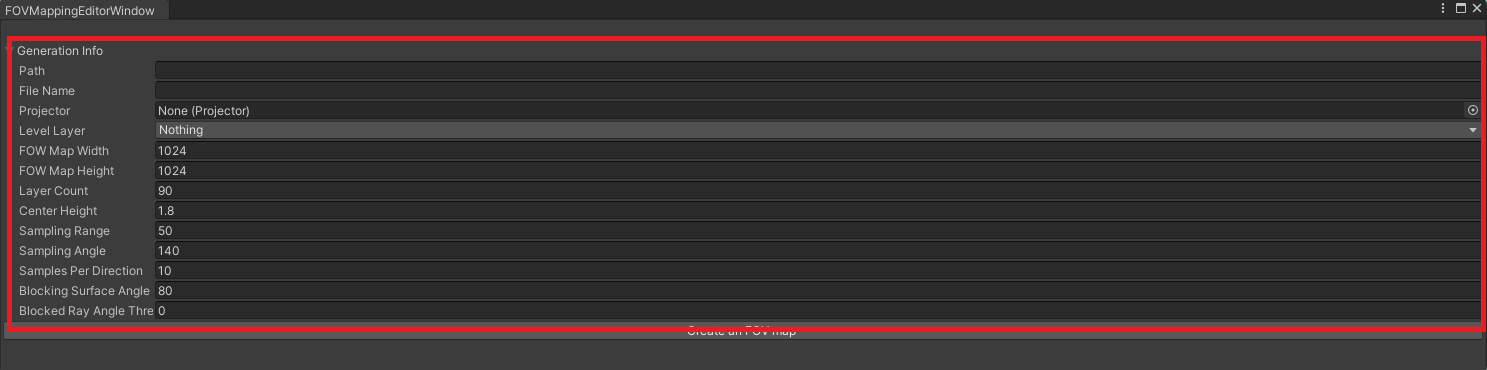 FOVMappingEditorWindow
Generation Info
Path
File Name
Projector None (Projector)
Level Layer Nothing
FOW Map Width 1024
FOW Map Height 1024
Layer Count 90
Center Height 1.8
Sampling Range 50
Sampling Angle 140
Samples Per Direction 10
Blocking Surface Angle 80
Blocked Ray Angle Thre 0
Create an FOV map